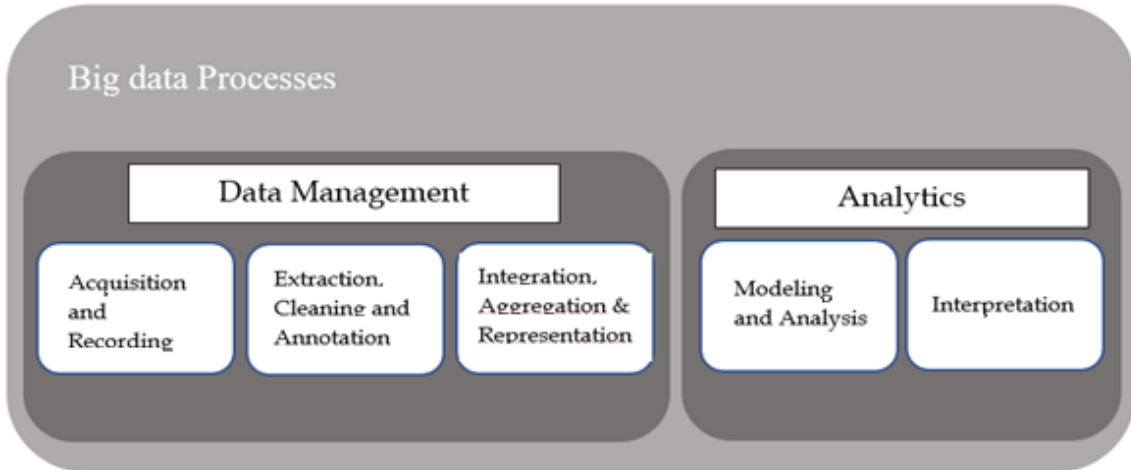 Big data Processes
Data Management
Acquisition
and
Recording
Extraction,
Cleaning and
Annotation
Integration,
Aggregation &
Representation
Analytics
Modeling
and Analysis
Interpretation